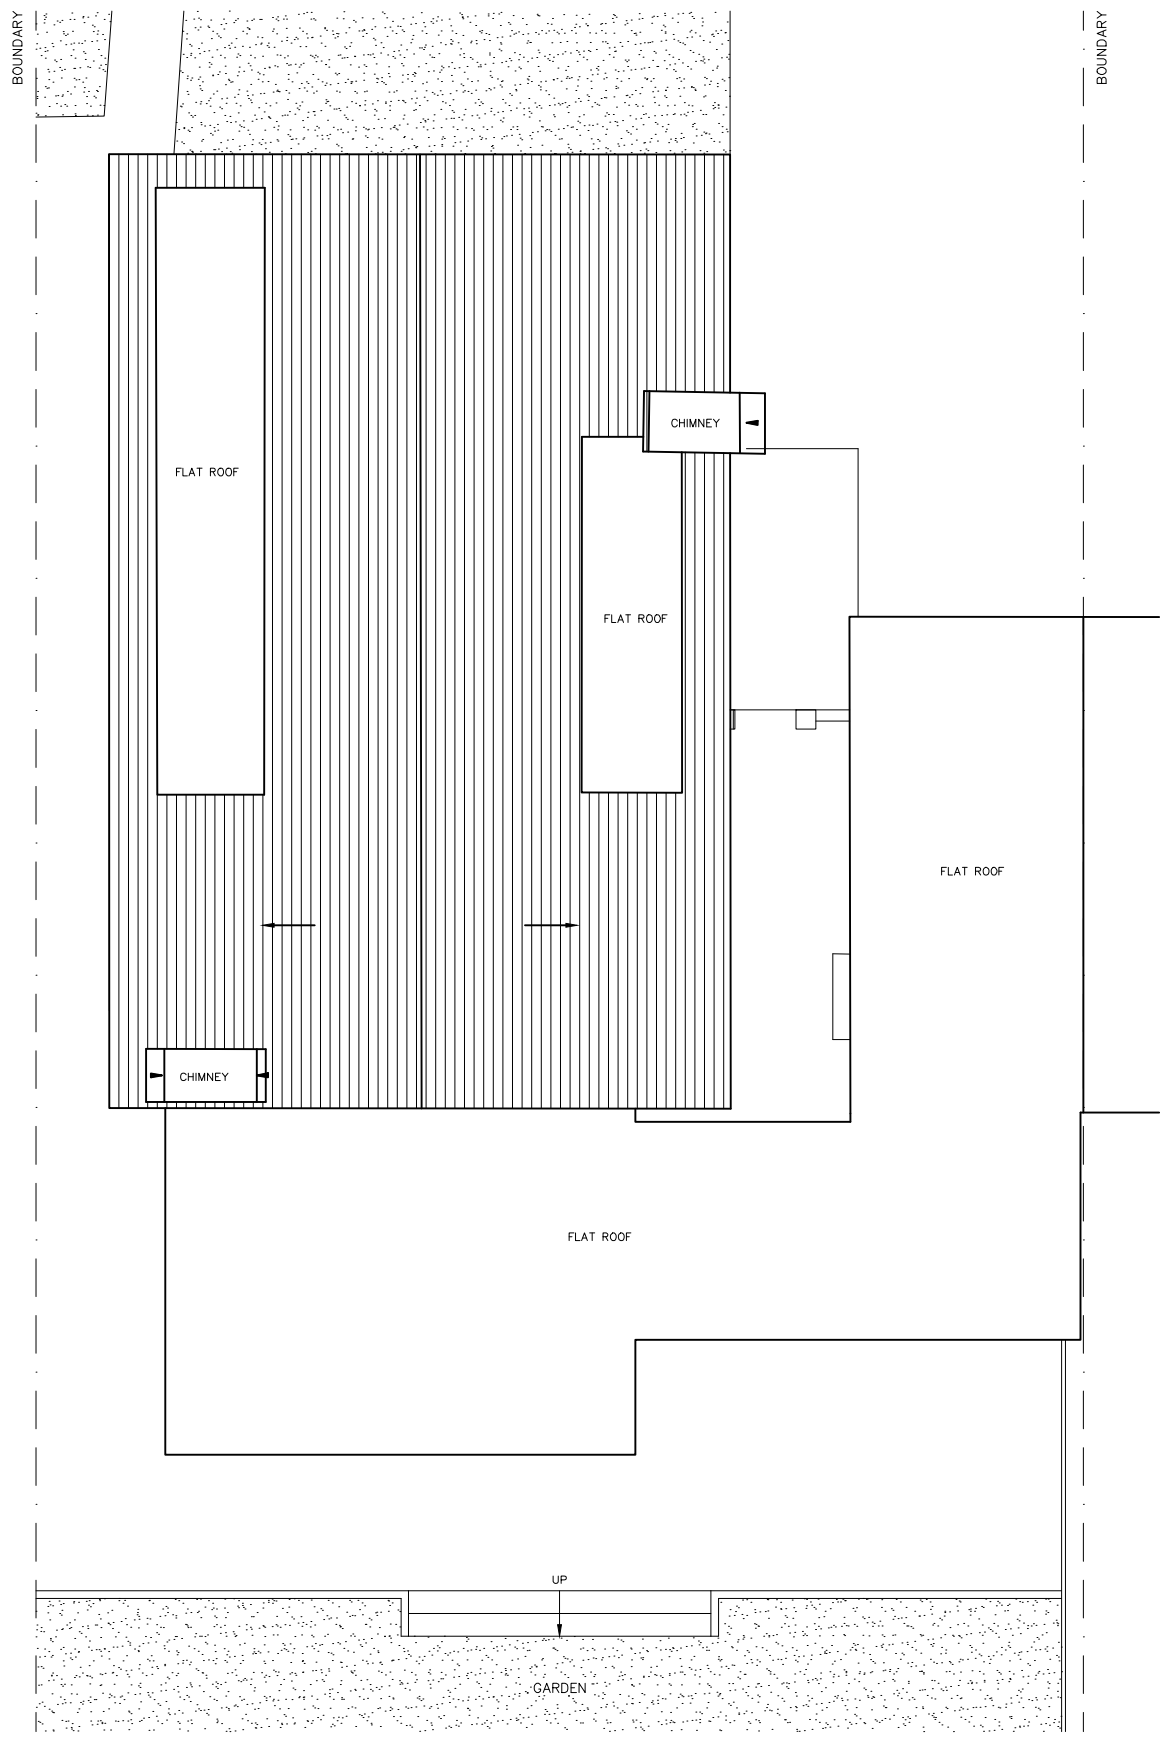 BOUNDARY
BOUNDARY
CHIMNEY
FLAT ROOF
FLAT ROOF
FLAT ROOF
CHIMNEY
FLAT ROOF
UP
GARDEN